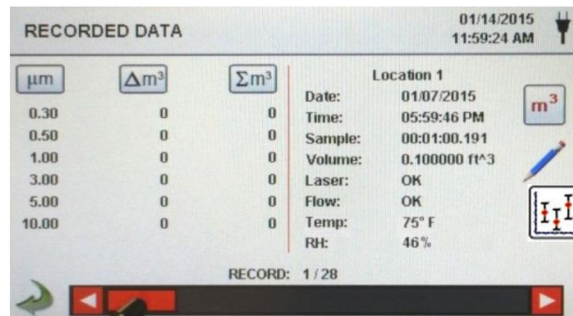 RECORDED DATA
01/14/2015
11:59:24 AM
µm Δm³ Σm³
0.30 0 0
0.50 0 0
1.00 0 0
3.00 0 0
5.00 0 0
10.00 0 0
Location 1
Date: 01/07/2015
Time: 05:59:46 PM
Sample: 00:01:00.191
Volume: 0.100000 ft^3
Laser: OK
Flow: OK
Temp: 75° F
RH: 46%
m³
RECORD: 1 / 28